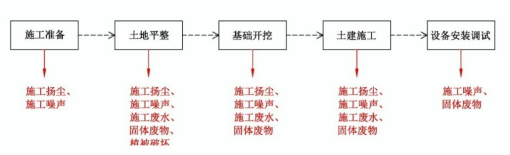 施工准备
土地平整
基础开挖
土建施工
设备安装调试
施工扬尘、
施工噪声
施工扬尘、
施工噪声、
施工废水、
固体废物、
植被破坏
施工扬尘、
施工噪声、
施工废水、
固体废物
施工扬尘、
施工噪声、
施工废水、
固体废物
施工噪声、
固体废物